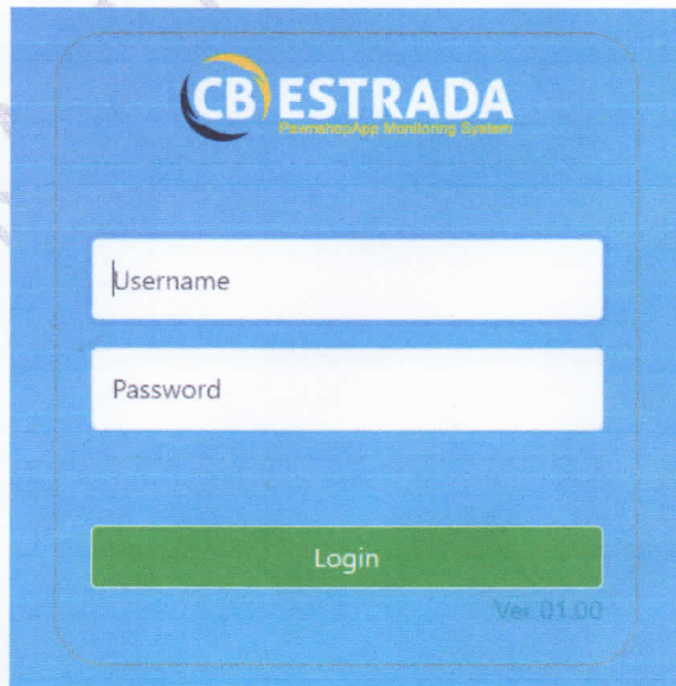 CB ESTRADA
PawnshopApp Monitoring System
Username
Password
Login
Ver 01.00